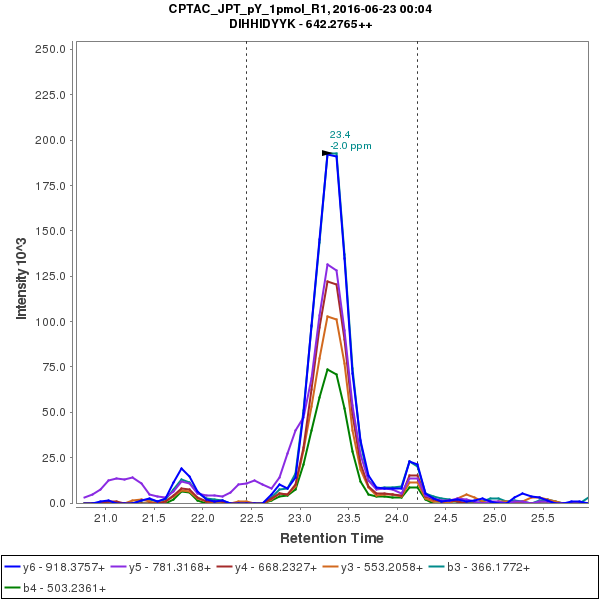 CPTAC_JPT_pY_1pmol_R1, 2016-06-23 00:04
DIHHIDYYK - 642.2765++
250.0
225.0
200.0
175.0
150.0
125.0
100.0
75.0
50.0
25.0
0.0
Intensity 10^3
23.4
-2.0 ppm
21.0 21.5 22.0 22.5 23.0 23.5 24.0 24.5 25.0 25.5
Retention Time
y6 - 918.3757+ y5 - 781.3168+ y4 - 668.2327+ y3 - 553.2058+ b3 - 366.1772+
b4 - 503.2361+